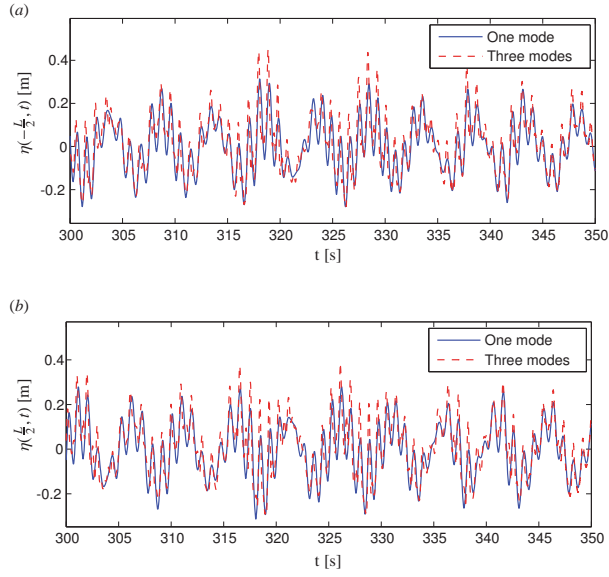 (a)
η(−L/2, t) [m]
0.4
0.2
0
-0.2
One mode
Three modes
300 305 310 315 320 325 330 335 340 345 350
t [s]
(b)
η(L/2, t) [m]
0.4
0.2
0
-0.2
One mode
Three modes
300 305 310 315 320 325 330 335 340 345 350
t [s]